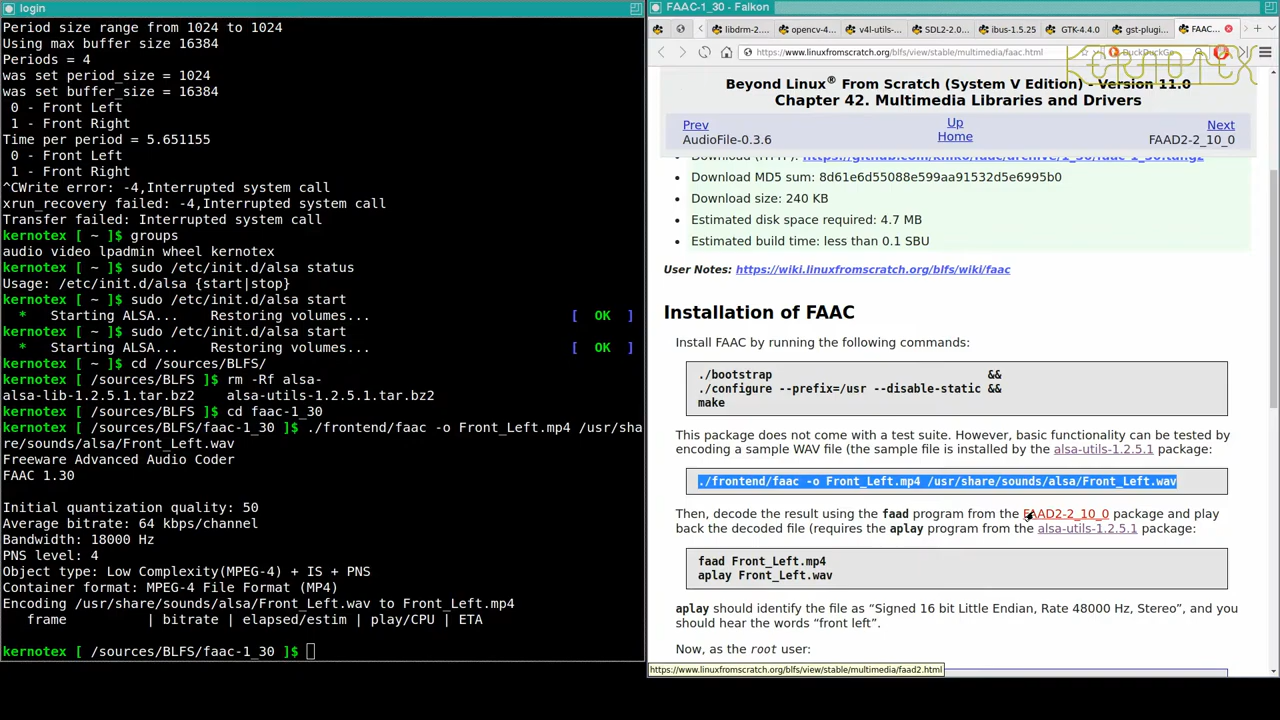 login
Period size range from 1024 to 1024
Using max buffer size 16384
Periods = 4
was set period_size = 1024
was set buffer_size = 16384
0 - Front Left
1 - Front Right
Time per period = 5.651155
0 - Front Left
1 - Front Right
^CWrite error: -4,Interrupted system call
xrun_recovery failed: -4,Interrupted system call
Transfer failed: Interrupted system call
kernotex [ ~ ]$ groups
audio video lpadmin wheel kernotex
kernotex [ ~ ]$ sudo /etc/init.d/alsa status
Usage: /etc/init.d/alsa {start|stop}
kernotex [ ~ ]$ sudo /etc/init.d/alsa start
* Starting ALSA... Restoring volumes... [ OK ]
kernotex [ ~ ]$ sudo /etc/init.d/alsa start
* Starting ALSA... Restoring volumes... [ OK ]
kernotex [ ~ ]$ cd /sources/BLFS/
kernotex [ /sources/BLFS ]$ rm -Rf alsa-
alsa-lib-1.2.5.1.tar.bz2 alsa-utils-1.2.5.1.tar.bz2
kernotex [ /sources/BLFS ]$ cd faac-1_30
kernotex [ /sources/BLFS/faac-1_30 ]$ ./frontend/faac -o Front_Left.mp4 /usr/sha
re/sounds/alsa/Front_Left.wav
Freeware Advanced Audio Coder
FAAC 1.30
Initial quantization quality: 50
Average bitrate: 64 kbps/channel
Bandwidth: 18000 Hz
PNS level: 4
Object type: Low Complexity(MPEG-4) + IS + PNS
Container format: MPEG-4 File Format (MP4)
Encoding /usr/share/sounds/alsa/Front_Left.wav to Front_Left.mp4
frame | bitrate | elapsed/estim | play/CPU | ETA
kernotex [ /sources/BLFS/faac-1_30 ]$
FAAC-1_30 - Falkon
libdrm-2.... opencv-4... v4l-utils-... SDL2-2.0... ibus-1.5.25 GTK-4.4.0 gst-plugi... FAAC...
https://www.linuxfromscratch.org/blfs/view/stable/multimedia/faac.html DuckDuckGo
KERNOTEX
Beyond Linux® From Scratch (System V Edition) - Version 11.0
Chapter 42. Multimedia Libraries and Drivers
Prev Up Next
AudioFile-0.3.6 Home FAAD2-2_10_0
Download (HTTP): https://github.com/knik0/faac/archive/1_30/faac-1_30.tar.gz
Download MD5 sum: 8d61e6d55088e599aa91532d5e6995b0
Download size: 240 KB
Estimated disk space required: 4.7 MB
Estimated build time: less than 0.1 SBU
User Notes: https://wiki.linuxfromscratch.org/blfs/wiki/faac
Installation of FAAC
Install FAAC by running the following commands:
./bootstrap &&
./configure --prefix=/usr --disable-static &&
make
This package does not come with a test suite. However, basic functionality can be tested by
encoding a sample WAV file (the sample file is installed by the alsa-utils-1.2.5.1 package:
./frontend/faac -o Front_Left.mp4 /usr/share/sounds/alsa/Front_Left.wav
Then, decode the result using the faad program from the FAAD2-2_10_0 package and play
back the decoded file (requires the aplay program from the alsa-utils-1.2.5.1 package:
faad Front_Left.mp4
aplay Front_Left.wav
aplay should identify the file as “Signed 16 bit Little Endian, Rate 48000 Hz, Stereo”, and you
should hear the words “front left”.
Now, as the root user:
https://www.linuxfromscratch.org/blfs/view/stable/multimedia/faad2.html